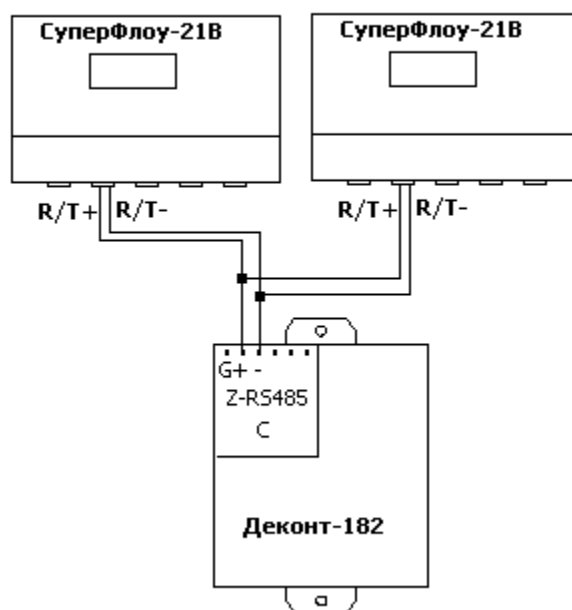 СуперФлоу-21В
СуперФлоу-21В
R/T+ R/T-
R/T+ R/T-
G+ -
Z-RS485
C
Деконт-182